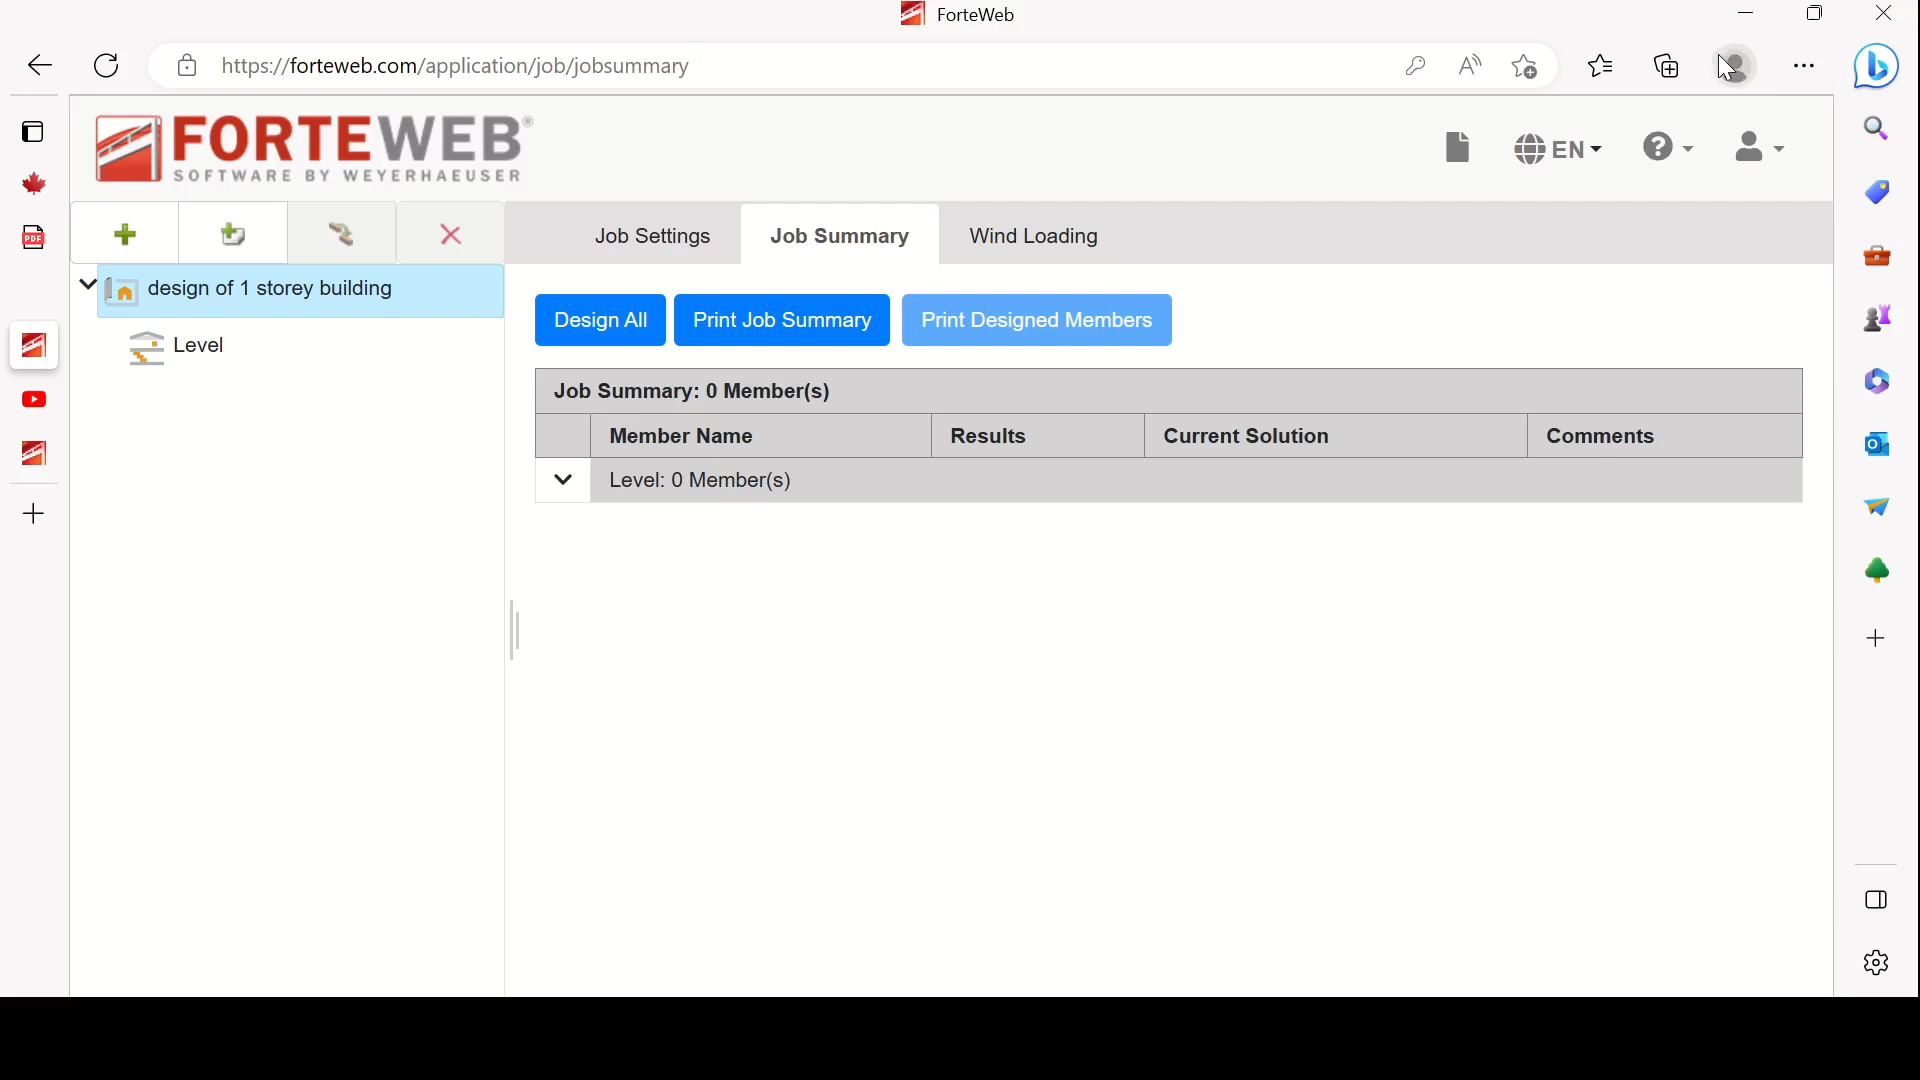 ForteWeb
https://forteweb.com/application/job/jobsummary
FORTEWEB®
SOFTWARE BY WEYERHAEUSER
EN
Job Settings
Job Summary
Wind Loading
design of 1 storey building
Level
Design All
Print Job Summary
Print Designed Members
Job Summary: 0 Member(s)
Member Name
Results
Current Solution
Comments
Level: 0 Member(s)
PDF